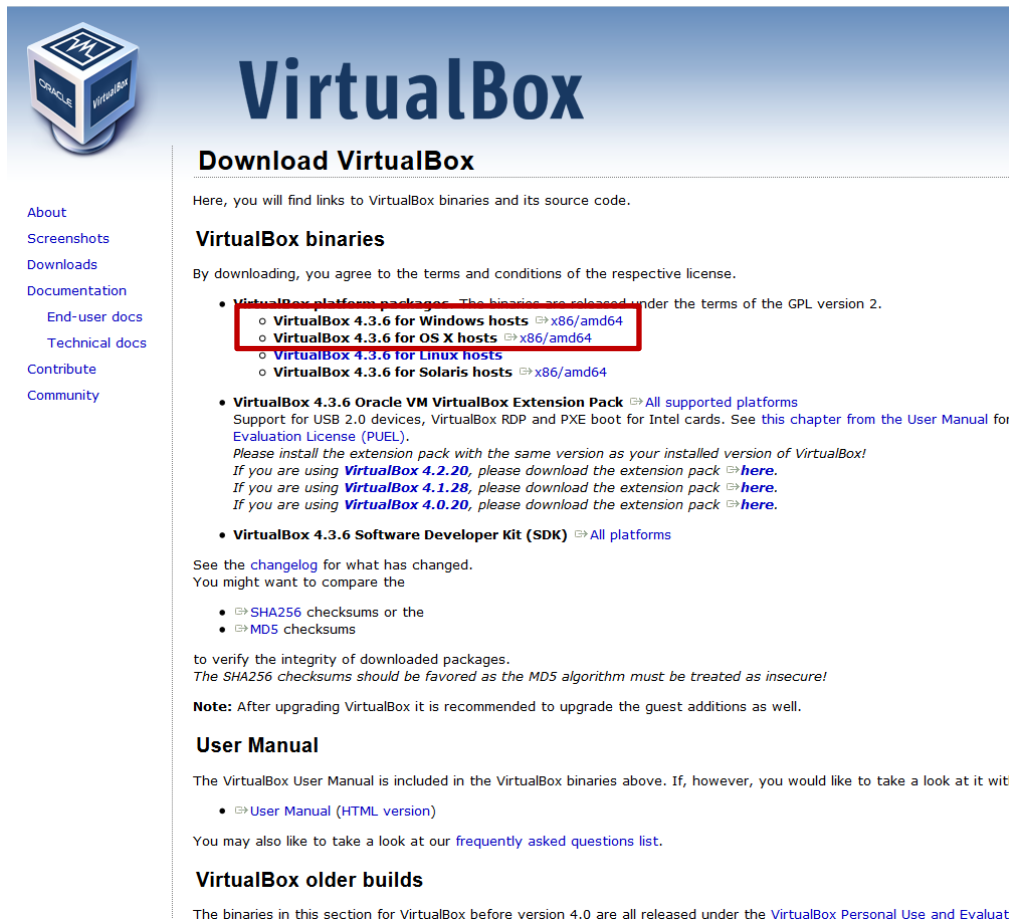 ORACLE
VirtualBox
VirtualBox
Download VirtualBox
About
Screenshots
Downloads
Documentation
End-user docs
Technical docs
Contribute
Community
Here, you will find links to VirtualBox binaries and its source code.
VirtualBox binaries
By downloading, you agree to the terms and conditions of the respective license.
• VirtualBox platform packages. The binaries are released under the terms of the GPL version 2.
VirtualBox 4.3.6 for Windows hosts x86/amd64
VirtualBox 4.3.6 for OS X hosts x86/amd64
VirtualBox 4.3.6 for Linux hosts
VirtualBox 4.3.6 for Solaris hosts x86/amd64
• VirtualBox 4.3.6 Oracle VM VirtualBox Extension Pack All supported platforms
Support for USB 2.0 devices, VirtualBox RDP and PXE boot for Intel cards. See this chapter from the User Manual for
Evaluation License (PUEL).
Please install the extension pack with the same version as your installed version of VirtualBox!
If you are using VirtualBox 4.2.20, please download the extension pack here.
If you are using VirtualBox 4.1.28, please download the extension pack here.
If you are using VirtualBox 4.0.20, please download the extension pack here.
• VirtualBox 4.3.6 Software Developer Kit (SDK) All platforms
See the changelog for what has changed.
You might want to compare the
• SHA256 checksums or the
• MD5 checksums
to verify the integrity of downloaded packages.
The SHA256 checksums should be favored as the MD5 algorithm must be treated as insecure!
Note: After upgrading VirtualBox it is recommended to upgrade the guest additions as well.
User Manual
The VirtualBox User Manual is included in the VirtualBox binaries above. If, however, you would like to take a look at it
• User Manual (HTML version)
You may also like to take a look at our frequently asked questions list.
VirtualBox older builds
The binaries in this section for VirtualBox before version 4.0 are all released under the VirtualBox Personal Use and